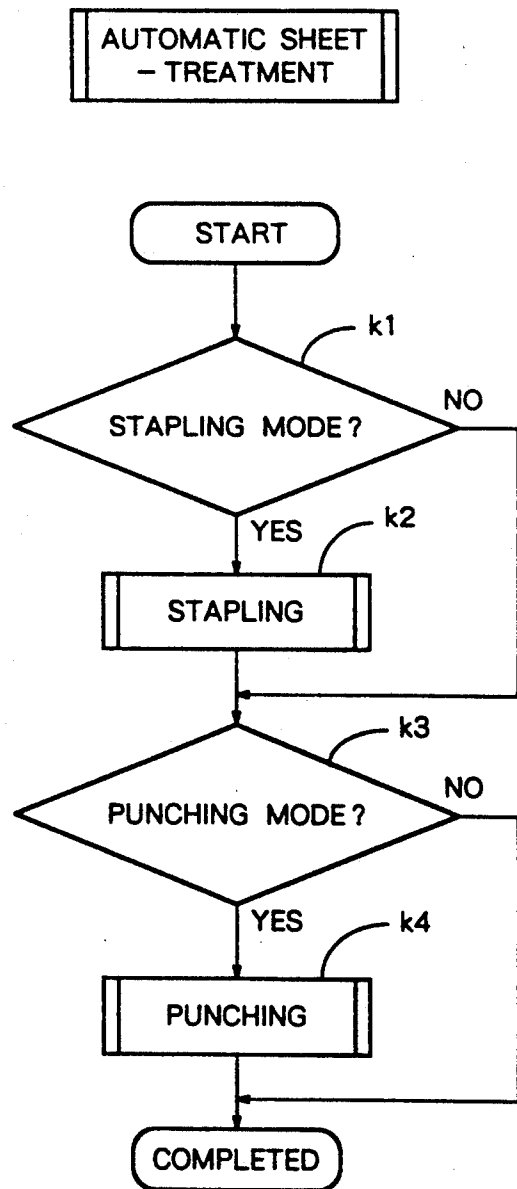 AUTOMATIC SHEET
– TREATMENT
START
k1
STAPLING MODE?
NO
YES
k2
STAPLING
k3
PUNCHING MODE?
NO
YES
k4
PUNCHING
COMPLETED